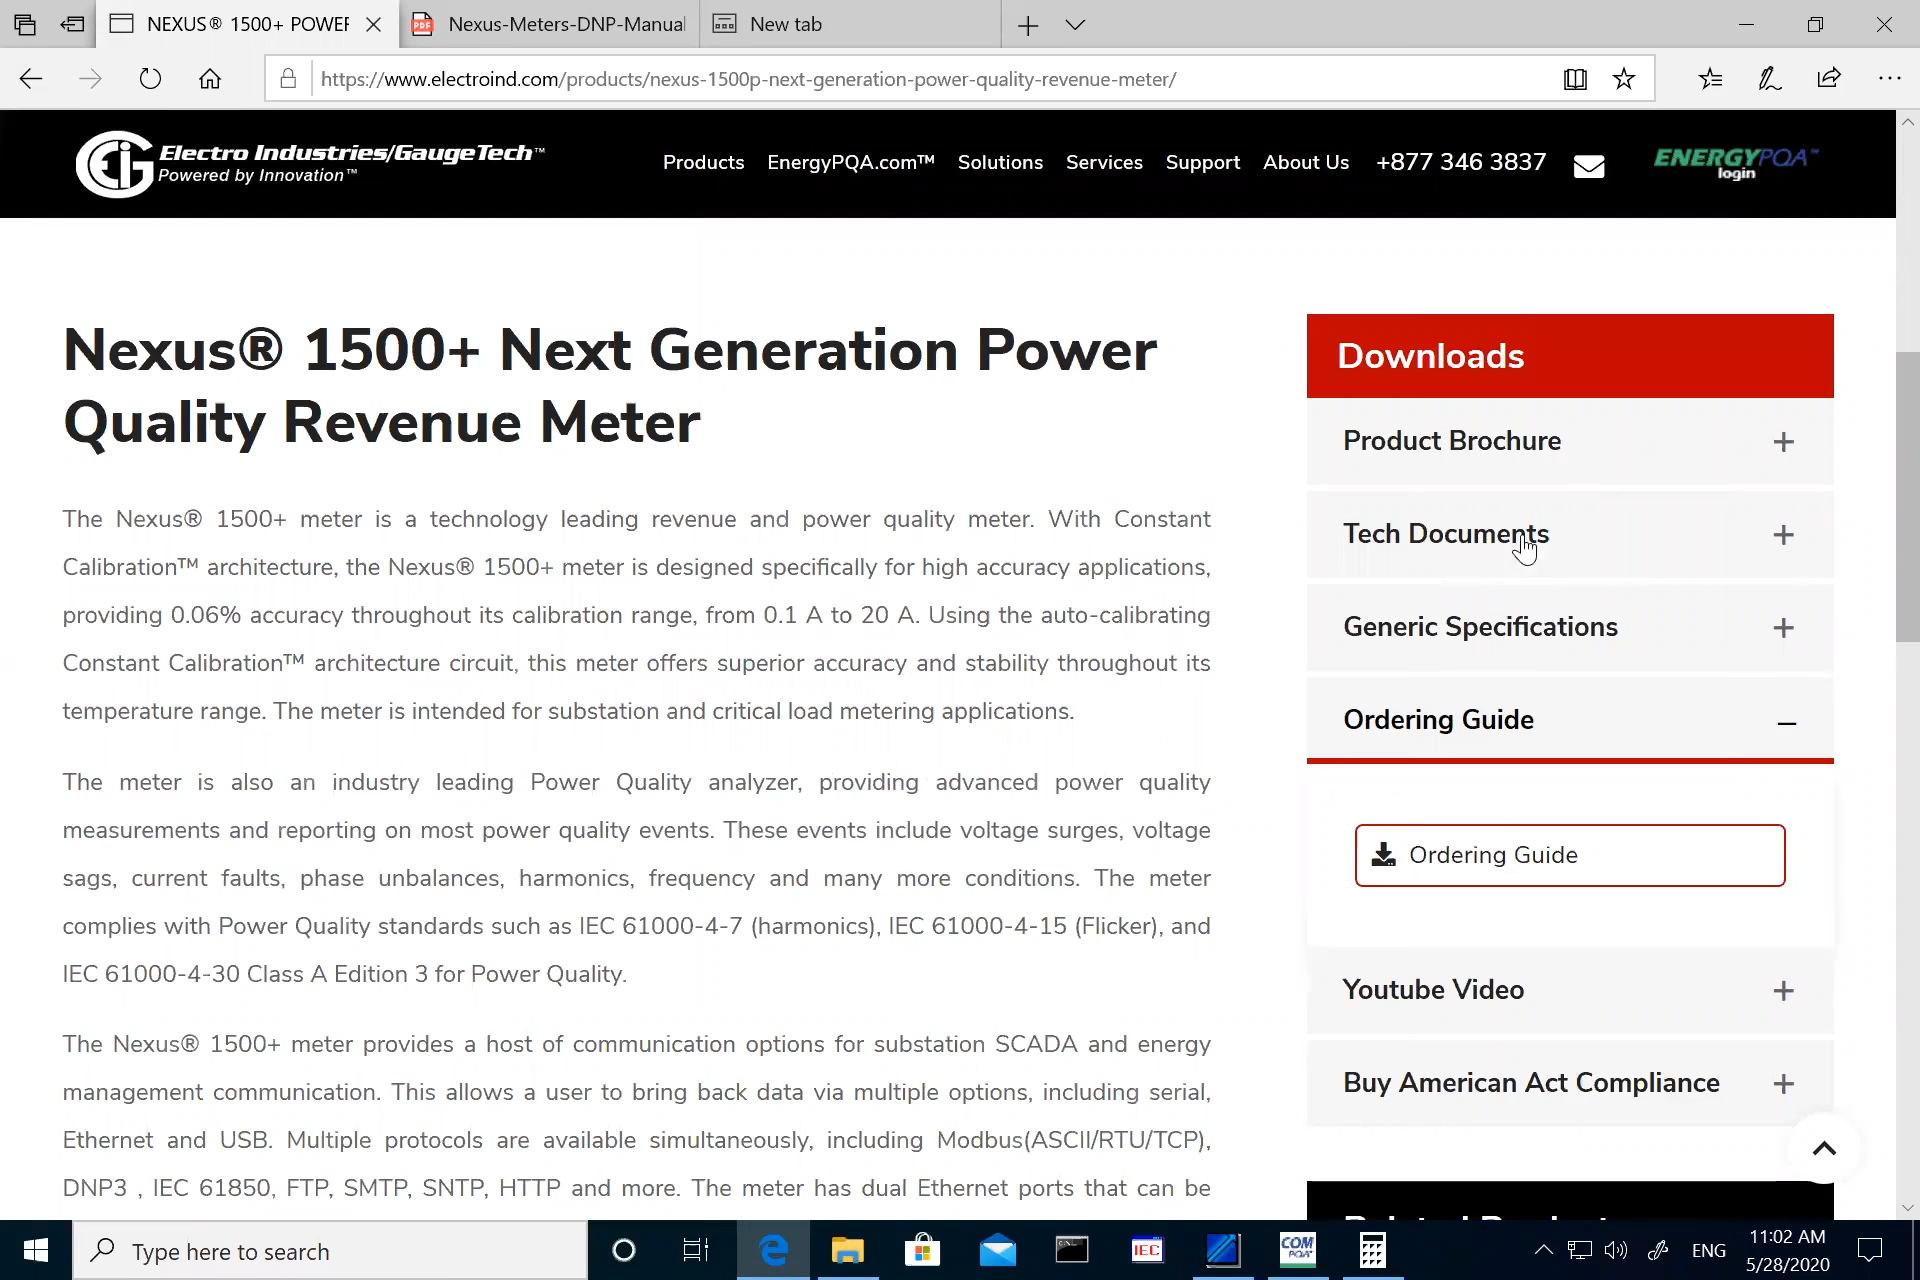 NEXUS® 1500+ POWEF
Nexus-Meters-DNP-Manual
New tab
https://www.electroind.com/products/nexus-1500p-next-generation-power-quality-revenue-meter/
EIG
Electro Industries/GaugeTech™
Powered by Innovation™
Products
EnergyPQA.com™
Solutions
Services
Support
About Us
+877 346 3837
ENERGYPQA™
login
Nexus® 1500+ Next Generation Power
Quality Revenue Meter
The Nexus® 1500+ meter is a technology leading revenue and power quality meter. With Constant
Calibration™ architecture, the Nexus® 1500+ meter is designed specifically for high accuracy applications,
providing 0.06% accuracy throughout its calibration range, from 0.1 A to 20 A. Using the auto-calibrating
Constant Calibration™ architecture circuit, this meter offers superior accuracy and stability throughout its
temperature range. The meter is intended for substation and critical load metering applications.
The meter is also an industry leading Power Quality analyzer, providing advanced power quality
measurements and reporting on most power quality events. These events include voltage surges, voltage
sags, current faults, phase unbalances, harmonics, frequency and many more conditions. The meter
complies with Power Quality standards such as IEC 61000-4-7 (harmonics), IEC 61000-4-15 (Flicker), and
IEC 61000-4-30 Class A Edition 3 for Power Quality.
The Nexus® 1500+ meter provides a host of communication options for substation SCADA and energy
management communication. This allows a user to bring back data via multiple options, including serial,
Ethernet and USB. Multiple protocols are available simultaneously, including Modbus(ASCII/RTU/TCP),
DNP3 , IEC 61850, FTP, SMTP, SNTP, HTTP and more. The meter has dual Ethernet ports that can be
Downloads
Product Brochure
Tech Documents
Generic Specifications
Ordering Guide
Ordering Guide
Youtube Video
Buy American Act Compliance
Type here to search
IEC
COM
PQA
ENG
11:02 AM
5/28/2020